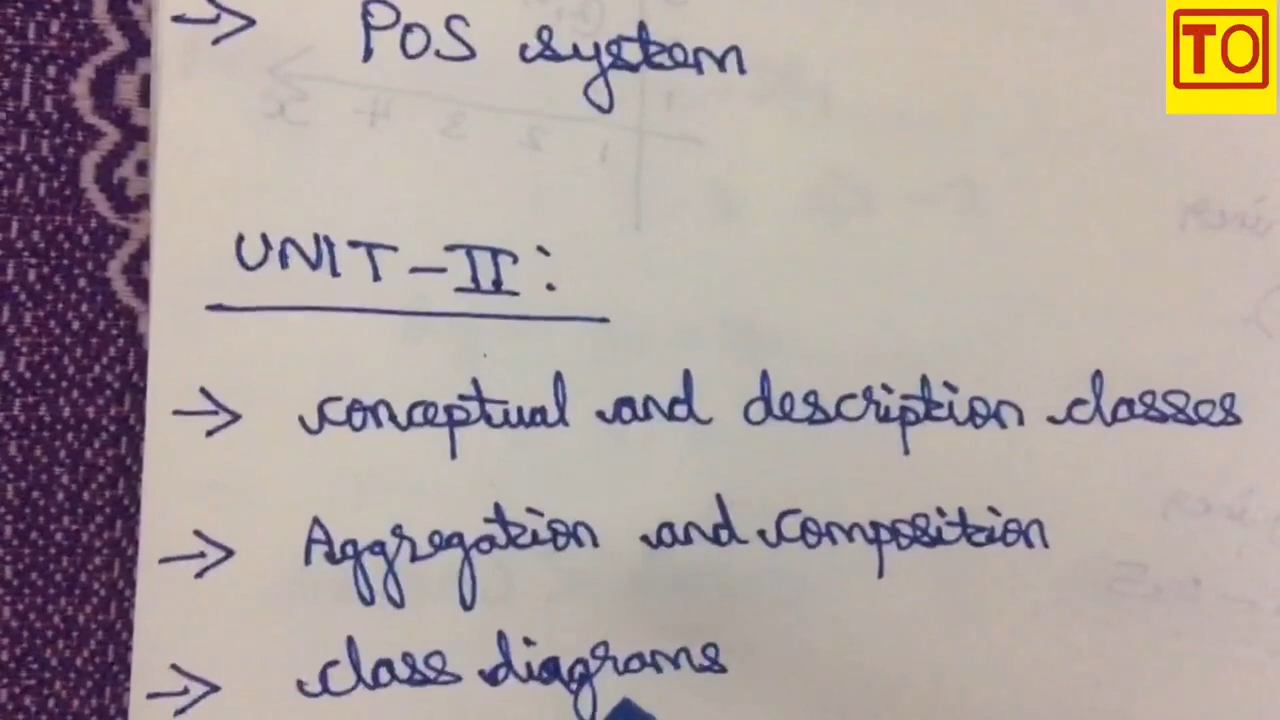 → POS system
TO
UNIT-II:
→ conceptual and description classes
→ Aggregation and composition
→ class diagrams